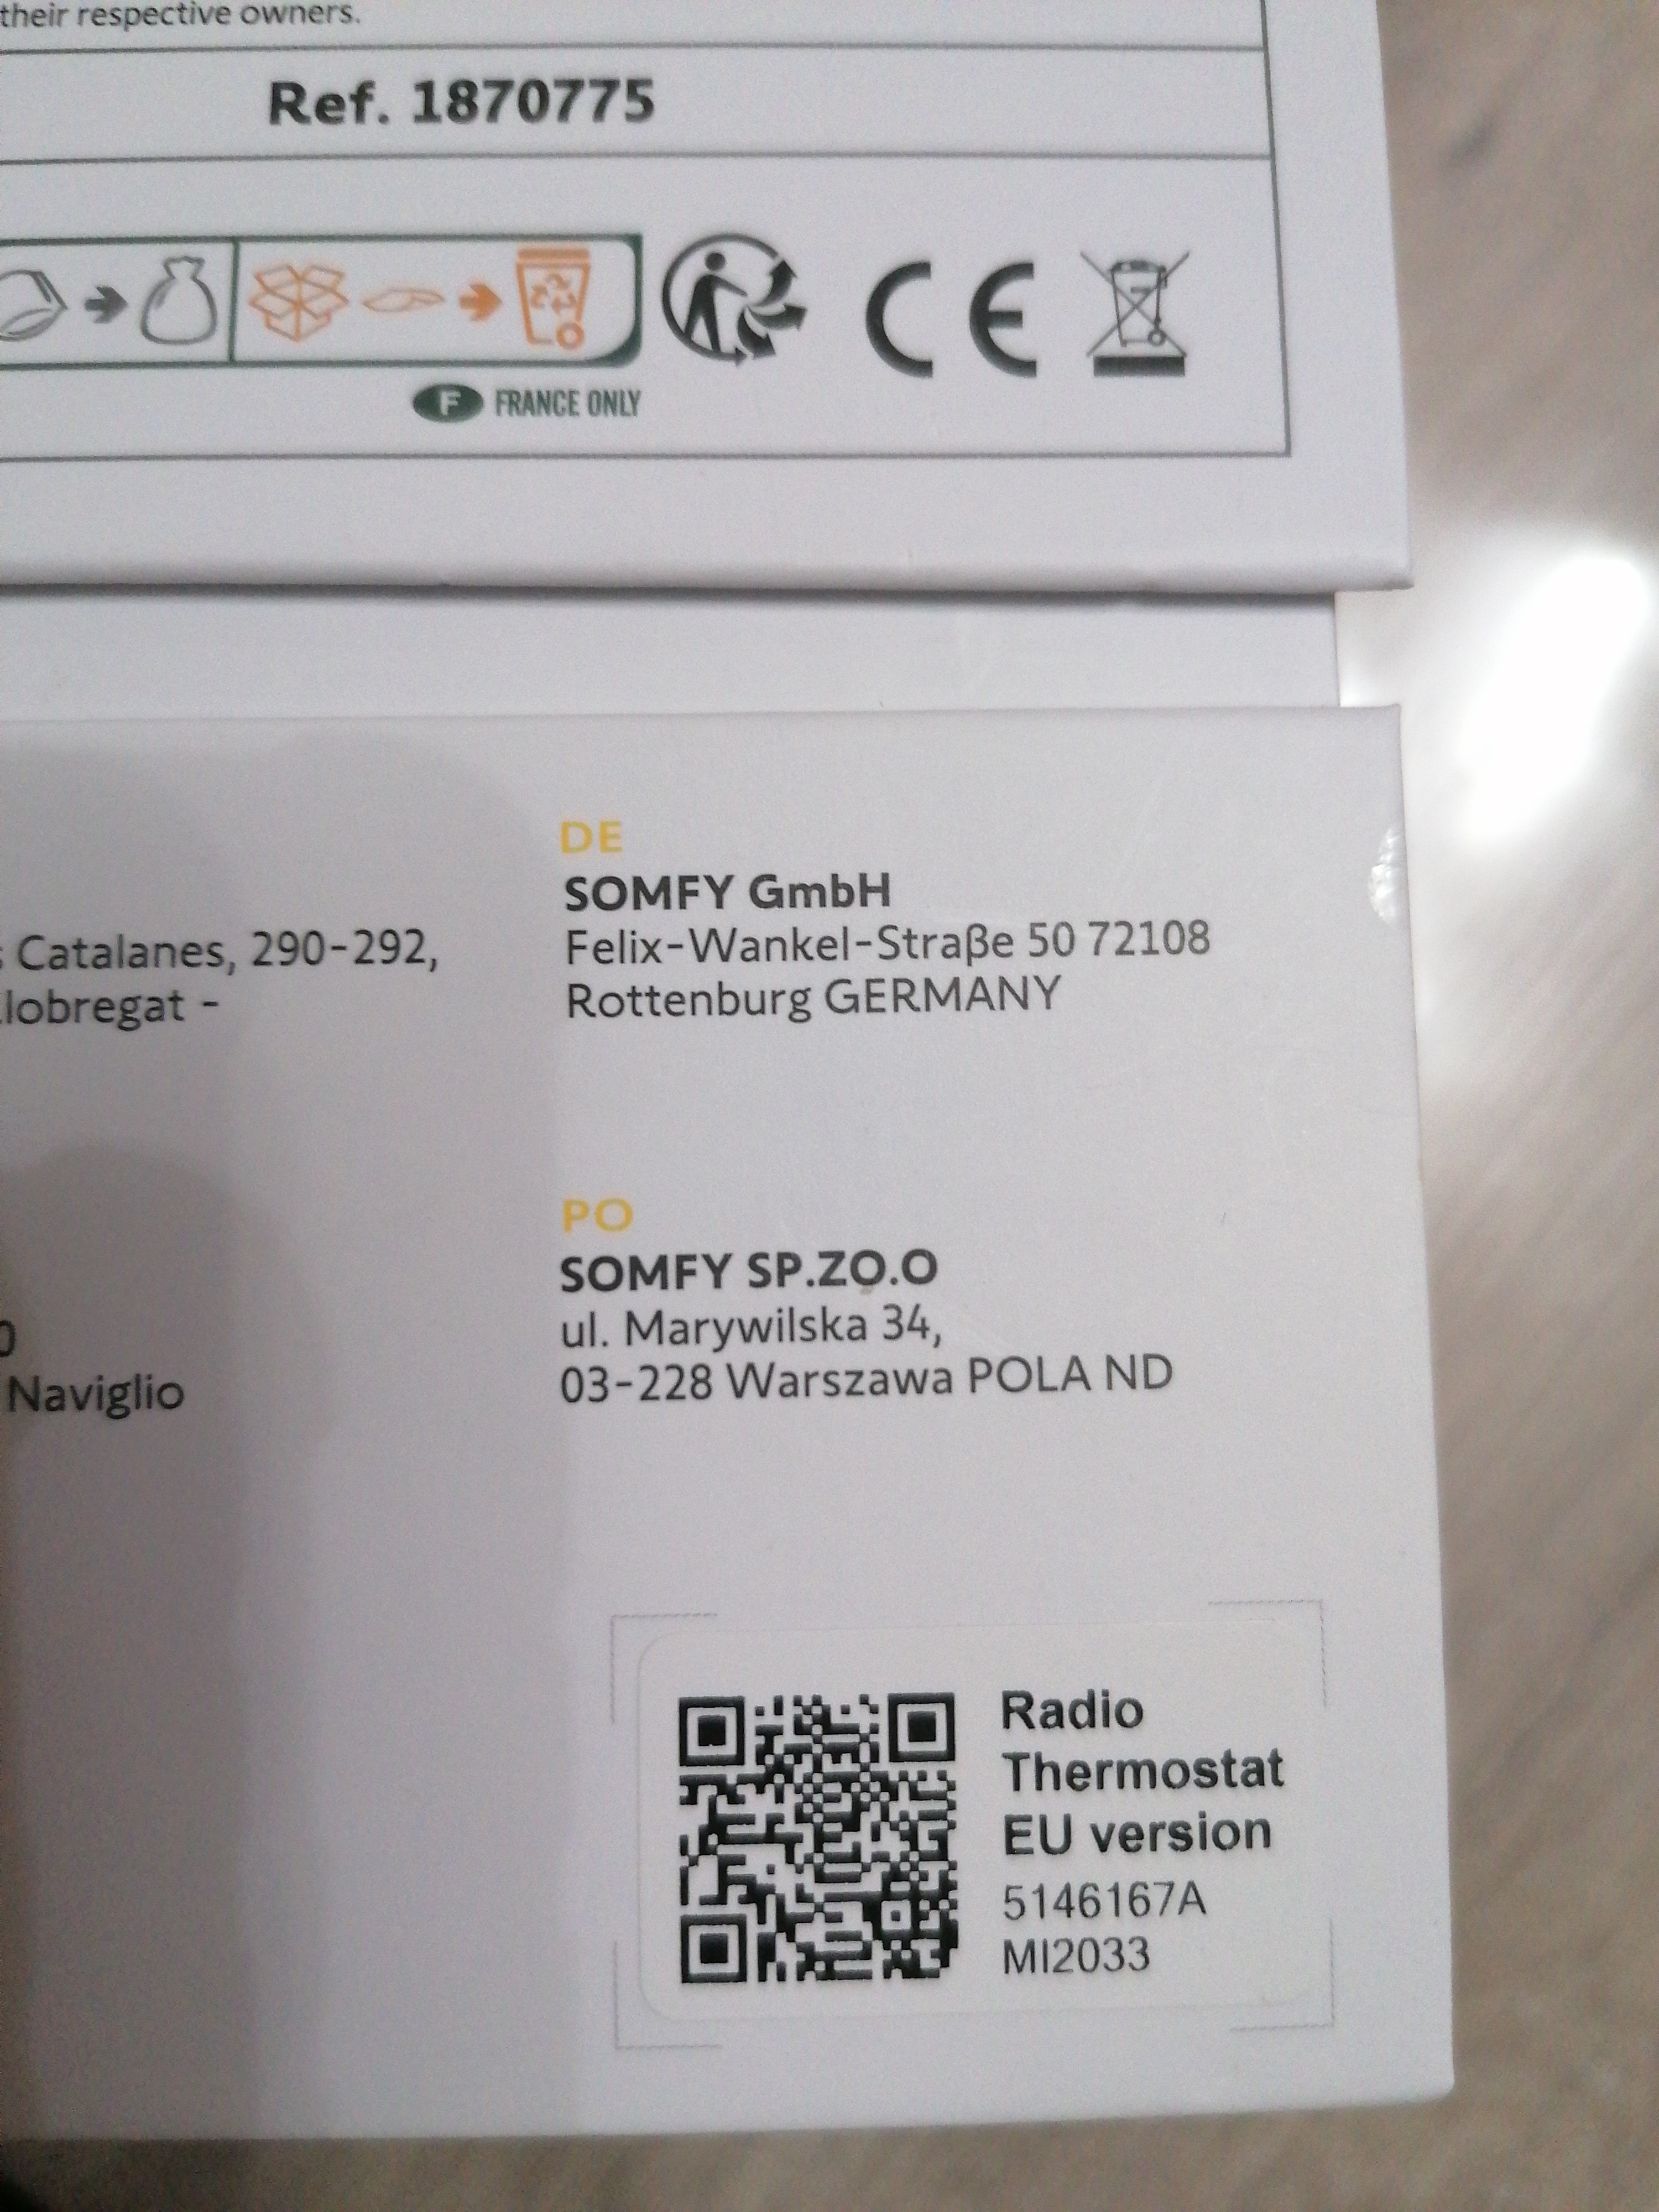 their respective owners.
Ref. 1870775
F FRANCE ONLY
CE
DE
SOMFY GmbH
Felix-Wankel-Straße 50 72108
Rottenburg GERMANY
Catalanes, 290-292,
lobregat -
PO
SOMFY SP.ZO.O
ul. Marywilska 34,
03-228 Warszawa POLA ND
Naviglio
Radio
Thermostat
EU version
5146167A
MI2033